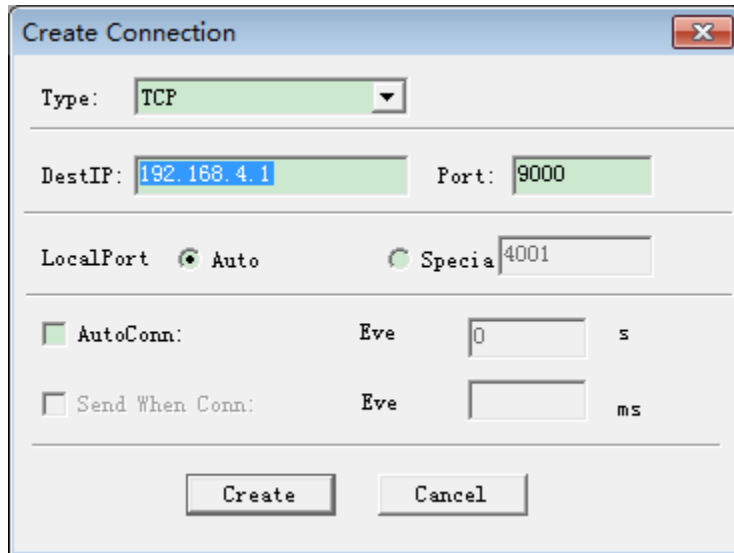 Create Connection
Type: TCP
DestIP: 192.168.4.1 Port: 9000
LocalPort Auto Specia 4001
AutoConn: Eve 0 s
Send When Conn: Eve ms
Create Cancel